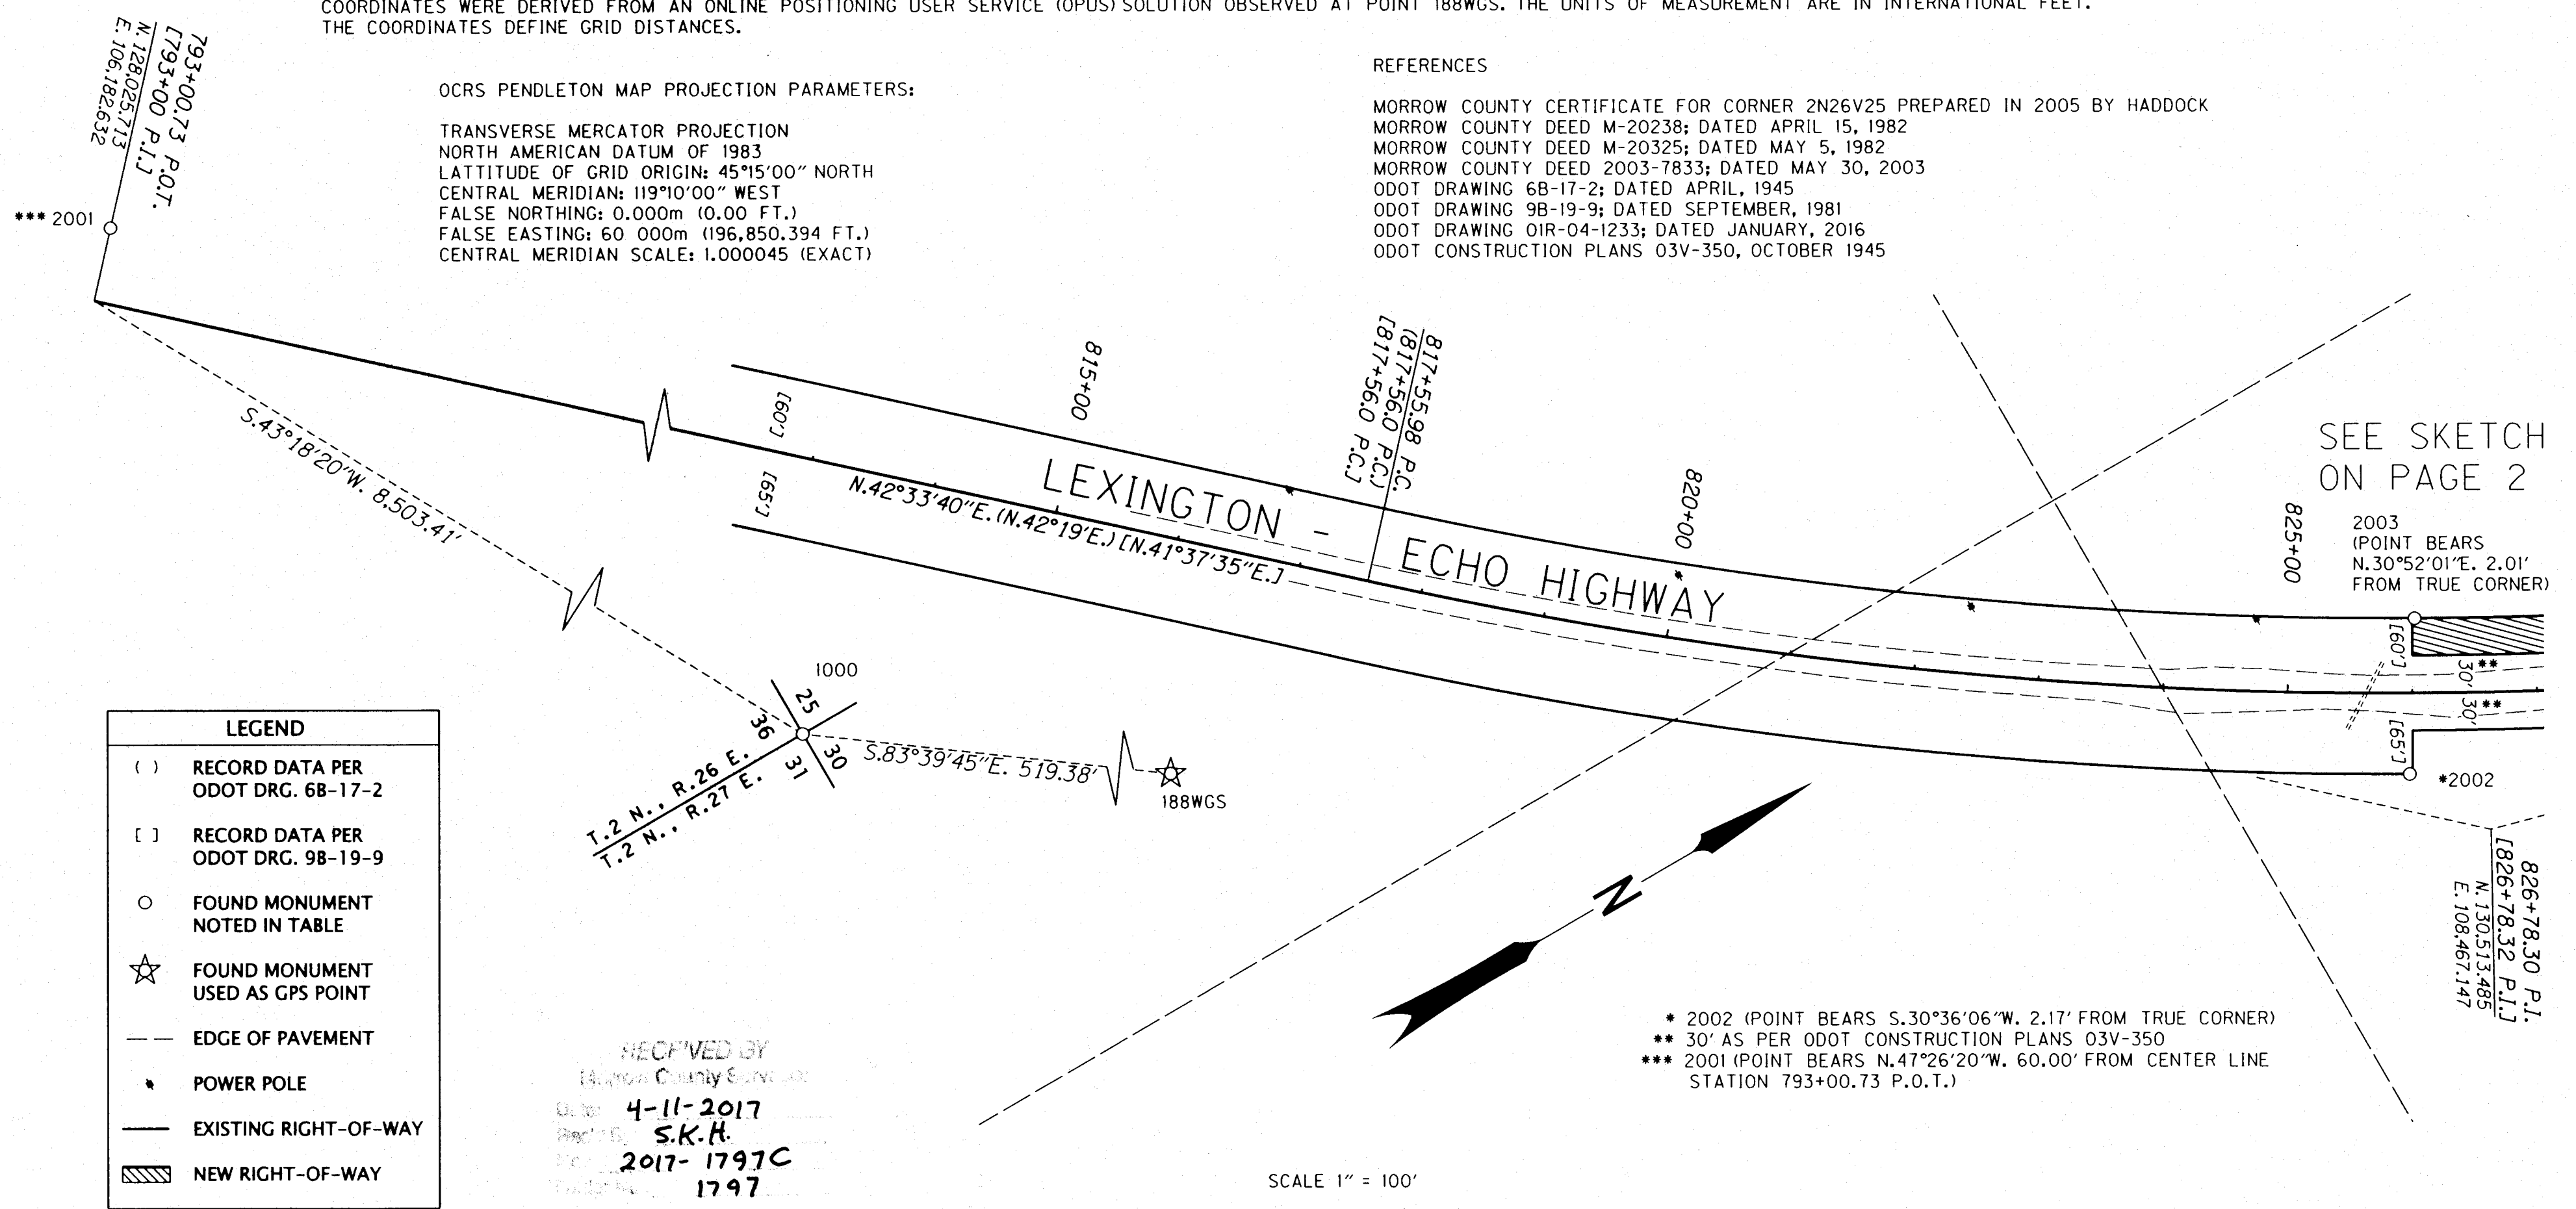 COORDINATES WERE DERIVED FROM AN ONLINE POSITIONING USER SERVICE (OPUS) SOLUTION OBSERVED AT POINT 188WGS. THE UNITS OF MEASUREMENT ARE IN INTERNATIONAL FEET.
THE COORDINATES DEFINE GRID DISTANCES.
793+00.73 P.O.T.
[793+00 P.I.]
N. 128,025.713
E. 106,182.632
*** 2001
OCRS PENDLETON MAP PROJECTION PARAMETERS:
TRANSVERSE MERCATOR PROJECTION
NORTH AMERICAN DATUM OF 1983
LATTITUDE OF GRID ORIGIN: 45°15'00" NORTH
CENTRAL MERIDIAN: 119°10'00" WEST
FALSE NORTHING: 0.000m (0.00 FT.)
FALSE EASTING: 60 000m (196,850.394 FT.)
CENTRAL MERIDIAN SCALE: 1.000045 (EXACT)
REFERENCES
MORROW COUNTY CERTIFICATE FOR CORNER 2N26V25 PREPARED IN 2005 BY HADDOCK
MORROW COUNTY DEED M-20238; DATED APRIL 15, 1982
MORROW COUNTY DEED M-20325; DATED MAY 5, 1982
MORROW COUNTY DEED 2003-7833; DATED MAY 30, 2003
ODOT DRAWING 6B-17-2; DATED APRIL, 1945
ODOT DRAWING 9B-19-9; DATED SEPTEMBER, 1981
ODOT DRAWING 01R-04-1233; DATED JANUARY, 2016
ODOT CONSTRUCTION PLANS 03V-350, OCTOBER 1945
S.43°18'20"W. 8,503.41'
[60']
[65']
815+00
817+55.98 P.C.
(817+56.0 P.C.)
[817+56.0 P.C.]
LEXINGTON - ECHO HIGHWAY
N.42°33'40"E. (N.42°19'E.) [N.41°37'35"E.]
820+00
825+00
SEE SKETCH
ON PAGE 2
2003
(POINT BEARS
N.30°52'01"E. 2.01'
FROM TRUE CORNER)
[60']
30' **
30' **
[65']
*2002
826+78.30 P.I.
[826+78.32 P.I.]
N. 130,513.485
E. 108,467.147
1000
25
36
30
31
T.2 N., R.26 E.
T.2 N., R.27 E.
S.83°39'45"E. 519.38'
188WGS
N
LEGEND
( ) RECORD DATA PER
ODOT DRG. 6B-17-2
[ ] RECORD DATA PER
ODOT DRG. 9B-19-9
FOUND MONUMENT
NOTED IN TABLE
FOUND MONUMENT
USED AS GPS POINT
EDGE OF PAVEMENT
POWER POLE
EXISTING RIGHT-OF-WAY
NEW RIGHT-OF-WAY
RECEIVED BY
Morrow County
4-11-2017
S.K.H.
2017-1797C
1797
* 2002 (POINT BEARS S.30°36'06"W. 2.17' FROM TRUE CORNER)
** 30' AS PER ODOT CONSTRUCTION PLANS 03V-350
*** 2001 (POINT BEARS N.47°26'20"W. 60.00' FROM CENTER LINE
STATION 793+00.73 P.O.T.)
SCALE 1" = 100'